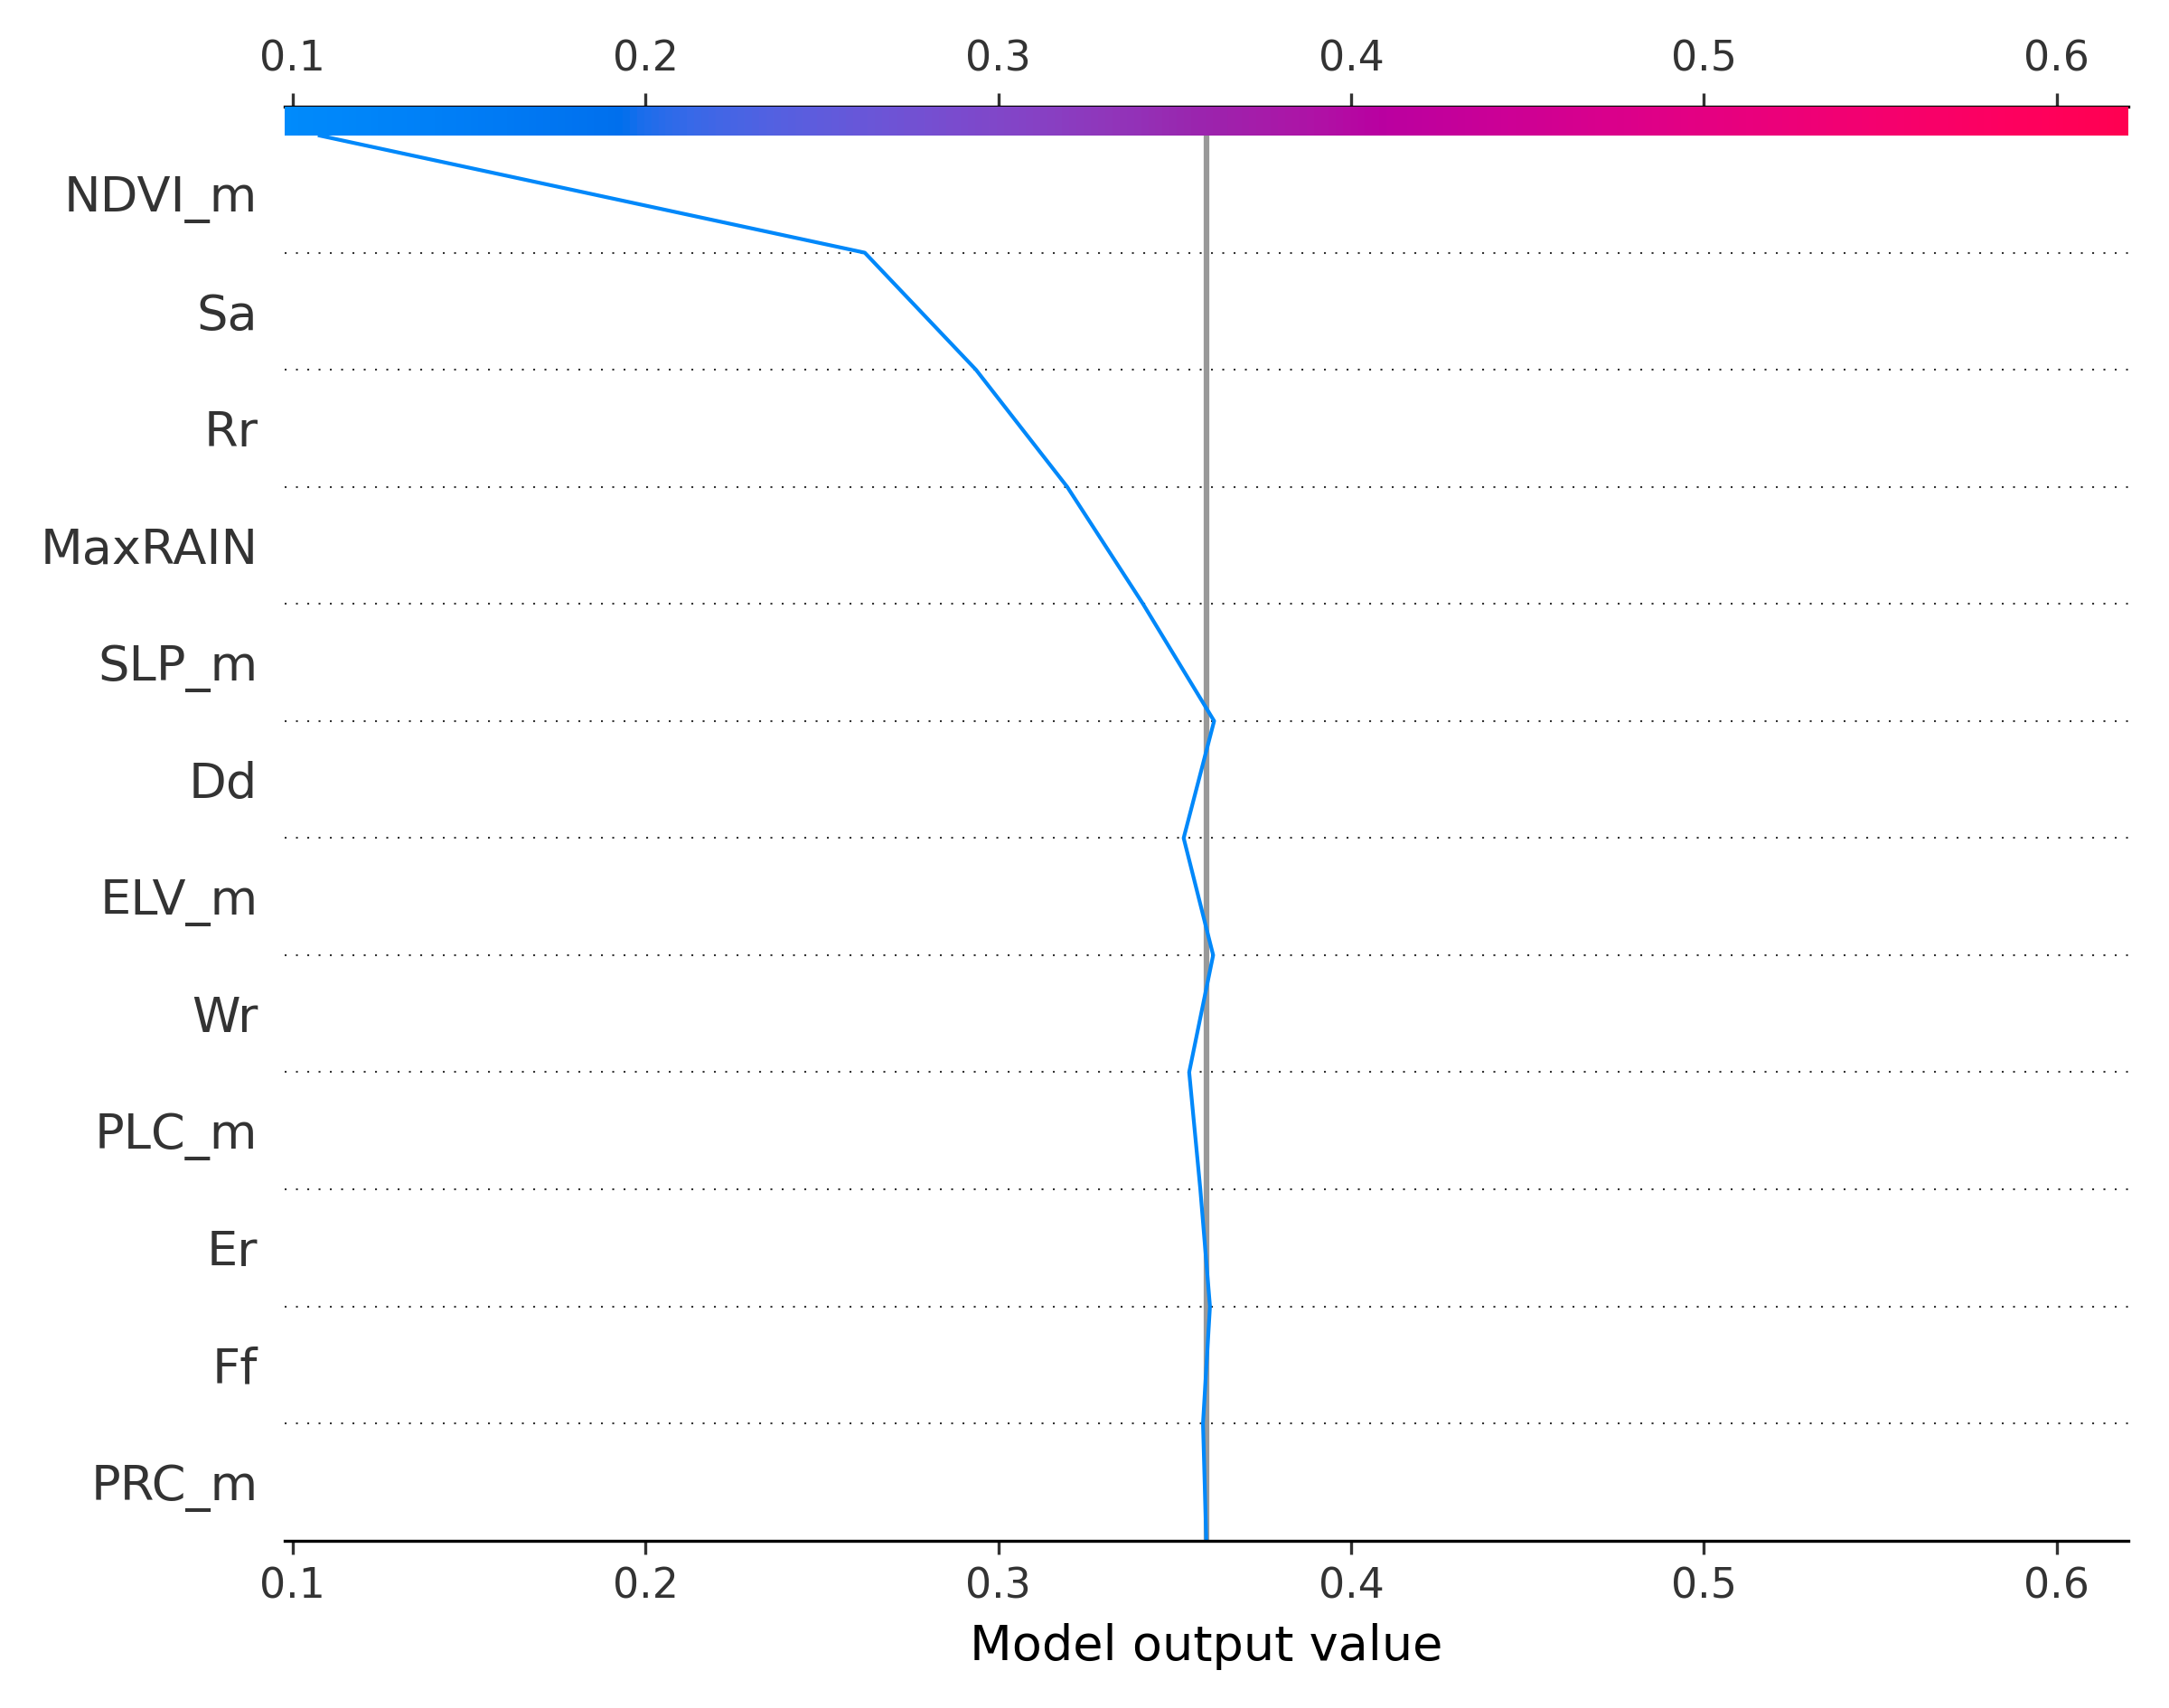 0.1 0.2 0.3 0.4 0.5 0.6
NDVI_m
Sa
Rr
MaxRAIN
SLP_m
Dd
ELV_m
Wr
PLC_m
Er
Ff
PRC_m
0.1 0.2 0.3 0.4 0.5 0.6
Model output value